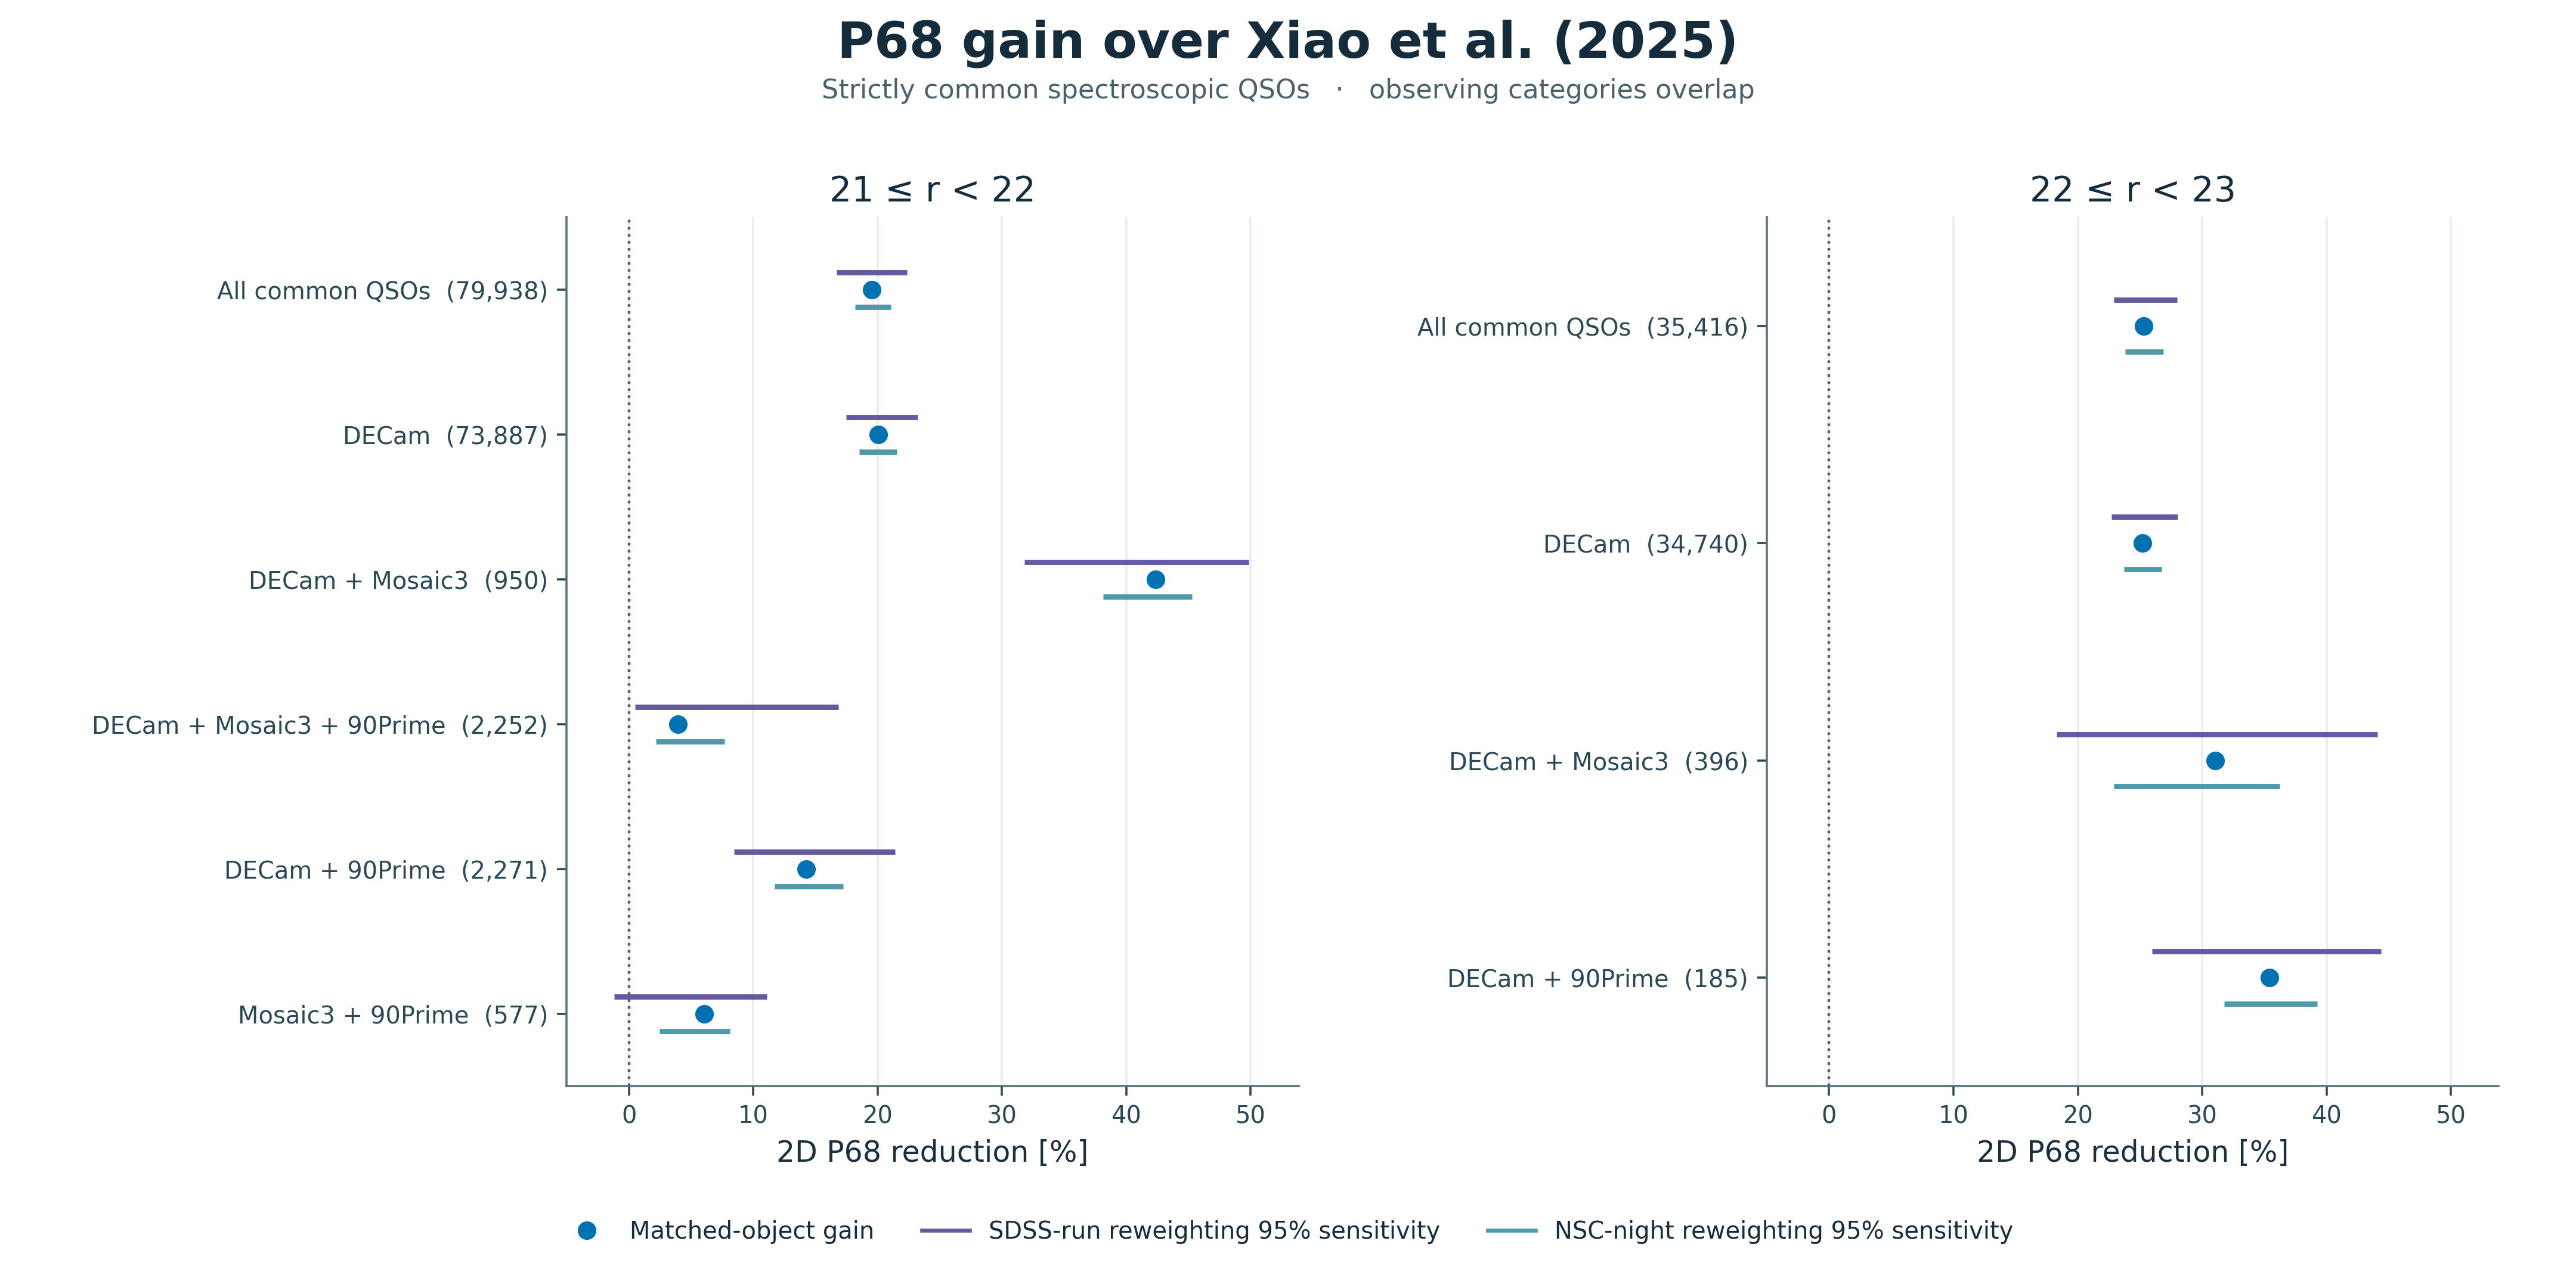 P68 gain over Xiao et al. (2025)
Strictly common spectroscopic QSOs · observing categories overlap
21 ≤ r < 22
All common QSOs (79,938)
DECam (73,887)
DECam + Mosaic3 (950)
DECam + Mosaic3 + 90Prime (2,252)
DECam + 90Prime (2,271)
Mosaic3 + 90Prime (577)
0 10 20 30 40 50
2D P68 reduction [%]
22 ≤ r < 23
All common QSOs (35,416)
DECam (34,740)
DECam + Mosaic3 (396)
DECam + 90Prime (185)
0 10 20 30 40 50
2D P68 reduction [%]
Matched-object gain SDSS-run reweighting 95% sensitivity NSC-night reweighting 95% sensitivity